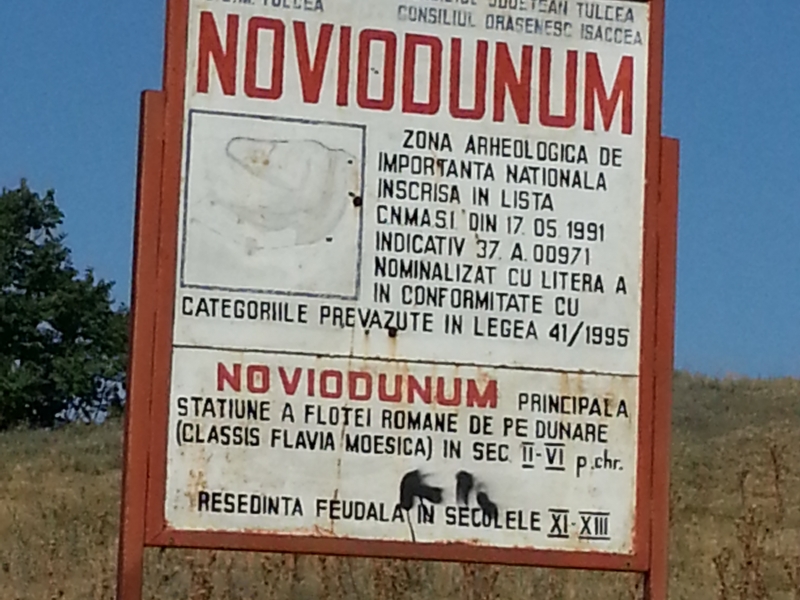 TULCEA TULCEA
CONSILIUL ORASENESC ISACCEA
NOVIODUNUM
ZONA ARHEOLOGICA DE
IMPORTANTA NATIONALA
INSCRISA IN LISTA
C.N.M.A.S.I. DIN 17. 05 1991
INDICATIV 37. A. 00971
NOMINALIZAT CU LITERA A
IN CONFORMITATE CU
CATEGORIILE PREVAZUTE IN LEGEA 41/1995
NOVIODUNUM PRINCIPALA
STATIUNE A FLOTEI ROMANE DE PE DUNARE
(CLASSIS FLAVIA MOESICA) IN SEC II-VI p.chr.
RESEDINTA FEUDALA IN SECOLELE XI-XIII